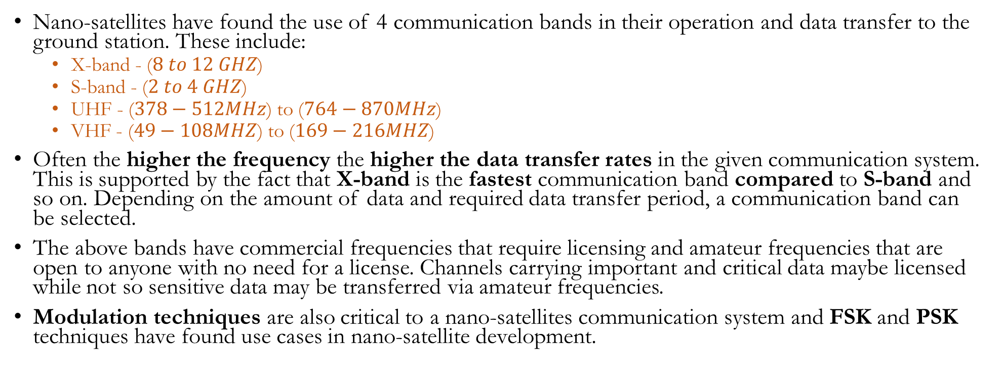 • Nano-satellites have found the use of 4 communication bands in their operation and data transfer to the
ground station. These include:
• X-band - (8 to 12 GHZ)
• S-band - (2 to 4 GHZ)
• UHF - (378 − 512MHz) to (764 − 870MHz)
• VHF - (49 − 108MHZ) to (169 − 216MHZ)
• Often the higher the frequency the higher the data transfer rates in the given communication system.
This is supported by the fact that X-band is the fastest communication band compared to S-band and
so on. Depending on the amount of data and required data transfer period, a communication band can
be selected.
• The above bands have commercial frequencies that require licensing and amateur frequencies that are
open to anyone with no need for a license. Channels carrying important and critical data maybe licensed
while not so sensitive data may be transferred via amateur frequencies.
• Modulation techniques are also critical to a nano-satellites communication system and FSK and PSK
techniques have found use cases in nano-satellite development.